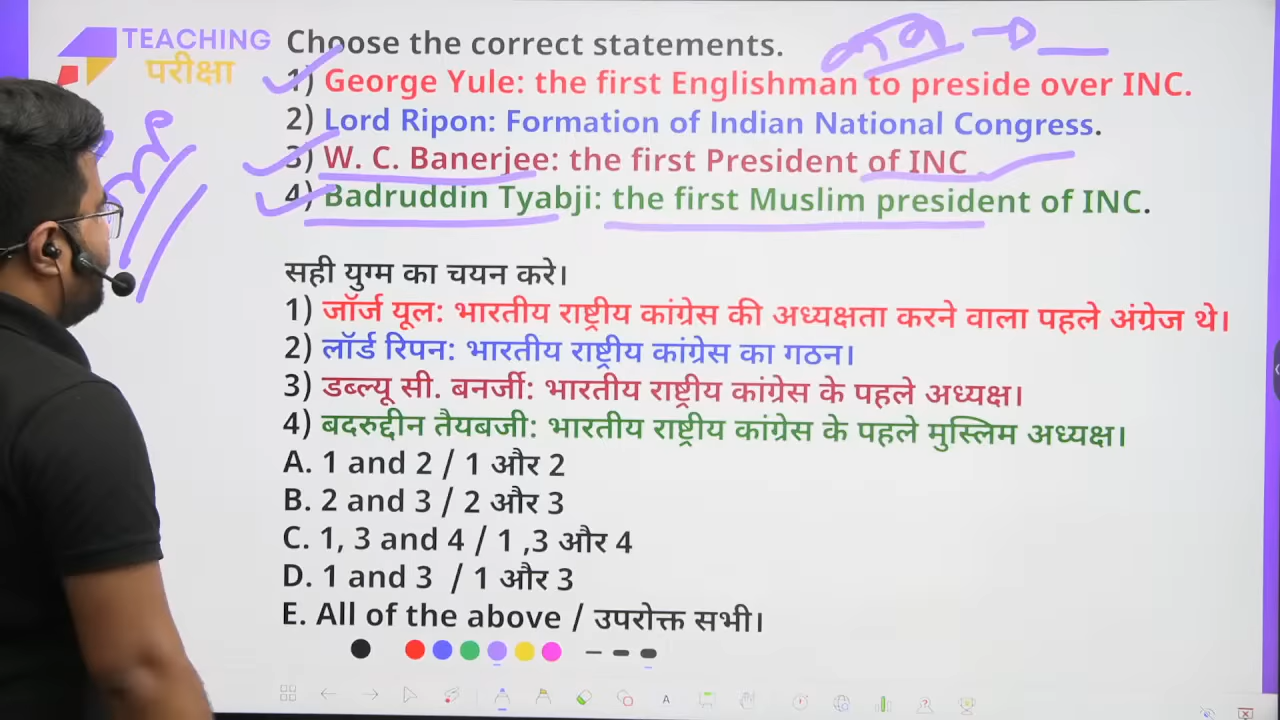 TEACHING
परीक्षा
Choose the correct statements.
1) George Yule: the first Englishman to preside over INC.
2) Lord Ripon: Formation of Indian National Congress.
3) W. C. Banerjee: the first President of INC
4) Badruddin Tyabji: the first Muslim president of INC.
सही युग्म का चयन करे।
1) जॉर्ज यूल: भारतीय राष्ट्रीय कांग्रेस की अध्यक्षता करने वाला पहले अंग्रेज थे।
2) लॉर्ड रिपन: भारतीय राष्ट्रीय कांग्रेस का गठन।
3) डब्ल्यू सी. बनर्जी: भारतीय राष्ट्रीय कांग्रेस के पहले अध्यक्ष।
4) बदरुद्दीन तैयबजी: भारतीय राष्ट्रीय कांग्रेस के पहले मुस्लिम अध्यक्ष।
A. 1 and 2 / 1 और 2
B. 2 and 3 / 2 और 3
C. 1, 3 and 4 / 1 ,3 और 4
D. 1 and 3 / 1 और 3
E. All of the above / उपरोक्त सभी।